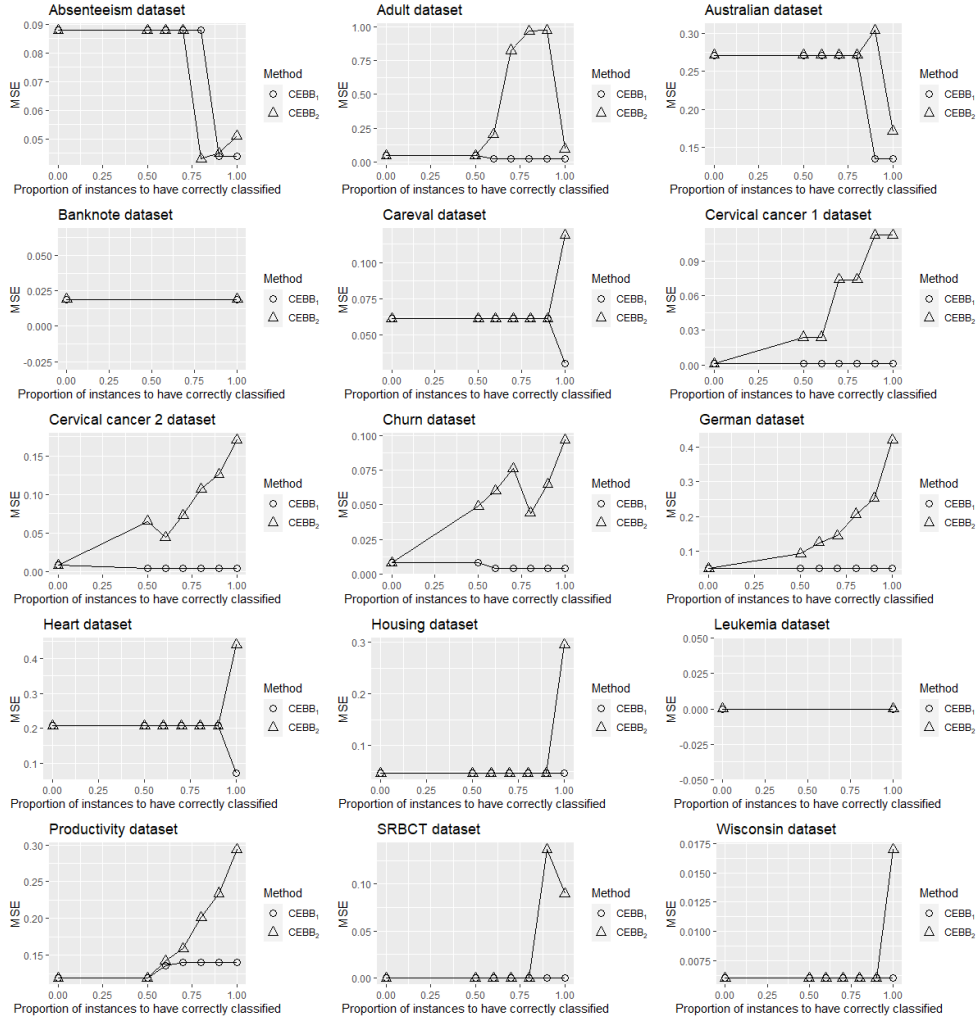 Absenteeism dataset
MSE
0.09
0.08
0.07
0.06
0.05
0.00 0.25 0.50 0.75 1.00
Proportion of instances to have correctly classified
Method
CEBB₁
CEBB₂
Adult dataset
MSE
1.00
0.75
0.50
0.25
0.00
0.00 0.25 0.50 0.75 1.00
Proportion of instances to have correctly classified
Method
CEBB₁
CEBB₂
Australian dataset
MSE
0.30
0.25
0.20
0.15
0.00 0.25 0.50 0.75 1.00
Proportion of instances to have correctly classified
Method
CEBB₁
CEBB₂
Banknote dataset
MSE
0.050
0.025
0.000
-0.025
0.00 0.25 0.50 0.75 1.00
Proportion of instances to have correctly classified
Method
CEBB₁
CEBB₂
Careval dataset
MSE
0.100
0.075
0.050
0.00 0.25 0.50 0.75 1.00
Proportion of instances to have correctly classified
Method
CEBB₁
CEBB₂
Cervical cancer 1 dataset
MSE
0.09
0.06
0.03
0.00
0.00 0.25 0.50 0.75 1.00
Proportion of instances to have correctly classified
Method
CEBB₁
CEBB₂
Cervical cancer 2 dataset
MSE
0.15
0.10
0.05
0.00
0.00 0.25 0.50 0.75 1.00
Proportion of instances to have correctly classified
Method
CEBB₁
CEBB₂
Churn dataset
MSE
0.100
0.075
0.050
0.025
0.000
0.00 0.25 0.50 0.75 1.00
Proportion of instances to have correctly classified
Method
CEBB₁
CEBB₂
German dataset
MSE
0.4
0.3
0.2
0.1
0.00 0.25 0.50 0.75 1.00
Proportion of instances to have correctly classified
Method
CEBB₁
CEBB₂
Heart dataset
MSE
0.4
0.3
0.2
0.1
0.00 0.25 0.50 0.75 1.00
Proportion of instances to have correctly classified
Method
CEBB₁
CEBB₂
Housing dataset
MSE
0.3
0.2
0.1
0.00 0.25 0.50 0.75 1.00
Proportion of instances to have correctly classified
Method
CEBB₁
CEBB₂
Leukemia dataset
MSE
0.050
0.025
0.000
-0.025
-0.050
0.00 0.25 0.50 0.75 1.00
Proportion of instances to have correctly classified
Method
CEBB₁
CEBB₂
Productivity dataset
MSE
0.30
0.25
0.20
0.15
0.00 0.25 0.50 0.75 1.00
Proportion of instances to have correctly classified
Method
CEBB₁
CEBB₂
SRBCT dataset
MSE
0.10
0.05
0.00
0.00 0.25 0.50 0.75 1.00
Proportion of instances to have correctly classified
Method
CEBB₁
CEBB₂
Wisconsin dataset
MSE
0.0175
0.0150
0.0125
0.0100
0.0075
0.00 0.25 0.50 0.75 1.00
Proportion of instances to have correctly classified
Method
CEBB₁
CEBB₂